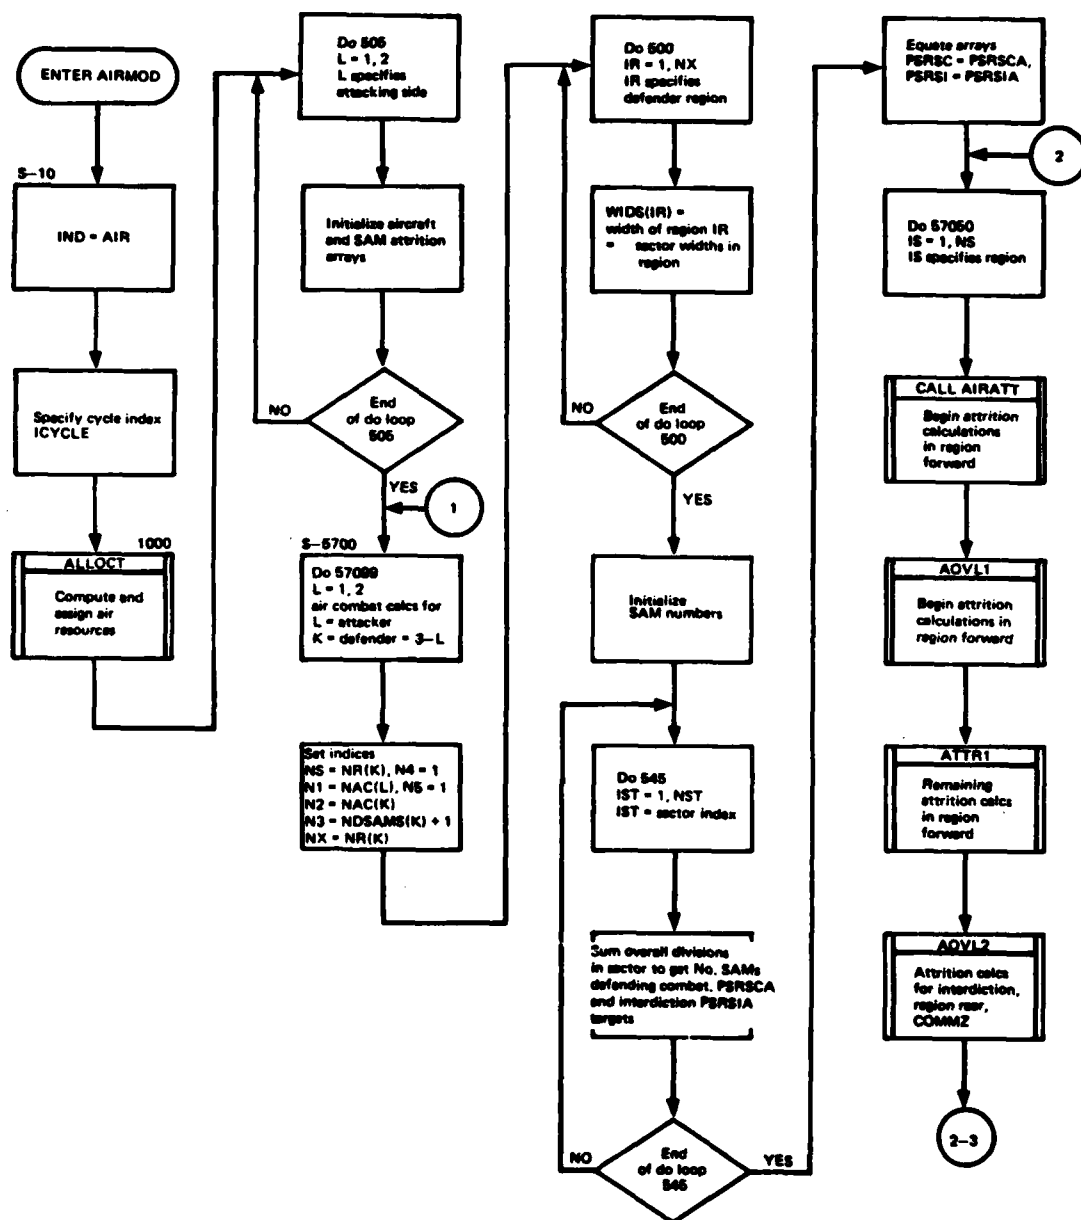 ENTER AIRMOD
S-10
IND = AIR
Specify cycle index
ICYCLE
1000
ALLOCT
Compute and
assign air
resources
Do 505
L = 1, 2
L specifies
attacking side
Initialize aircraft
and SAM attrition
arrays
NO
End
of do loop
505
YES
1
S-5700
Do 57099
L = 1, 2
air combat calcs for
L = attacker
K = defender = 3-L
Set indices
NS = NR(K), N4 = 1
N1 = NAC(L), N5 = 1
N2 = NAC(K)
N3 = NDSAMS(K) + 1
NX = NR(K)
Do 500
IR = 1, NX
IR specifies
defender region
WIDS(IR) =
width of region IR
= sector widths in
region
NO
End
of do loop
500
YES
Initialize
SAM numbers
Do 545
IST = 1, NST
IST = sector index
Sum overall divisions
in sector to get No. SAMs
defending combat, PSRSCA
and interdiction PSRSIA
targets
NO
End
of do loop
545
YES
Equate arrays
PSRSC = PSRSCA,
PSRSI = PSRSIA
2
Do 57050
IS = 1, NS
IS specifies region
CALL AIRATT
Begin attrition
calculations
in region
forward
AOVL1
Begin attrition
calculations in
region forward
ATTR1
Remaining
attrition calcs
in region
forward
AOVL2
Attrition calcs
for interdiction,
region rear,
COMMZ
2-3